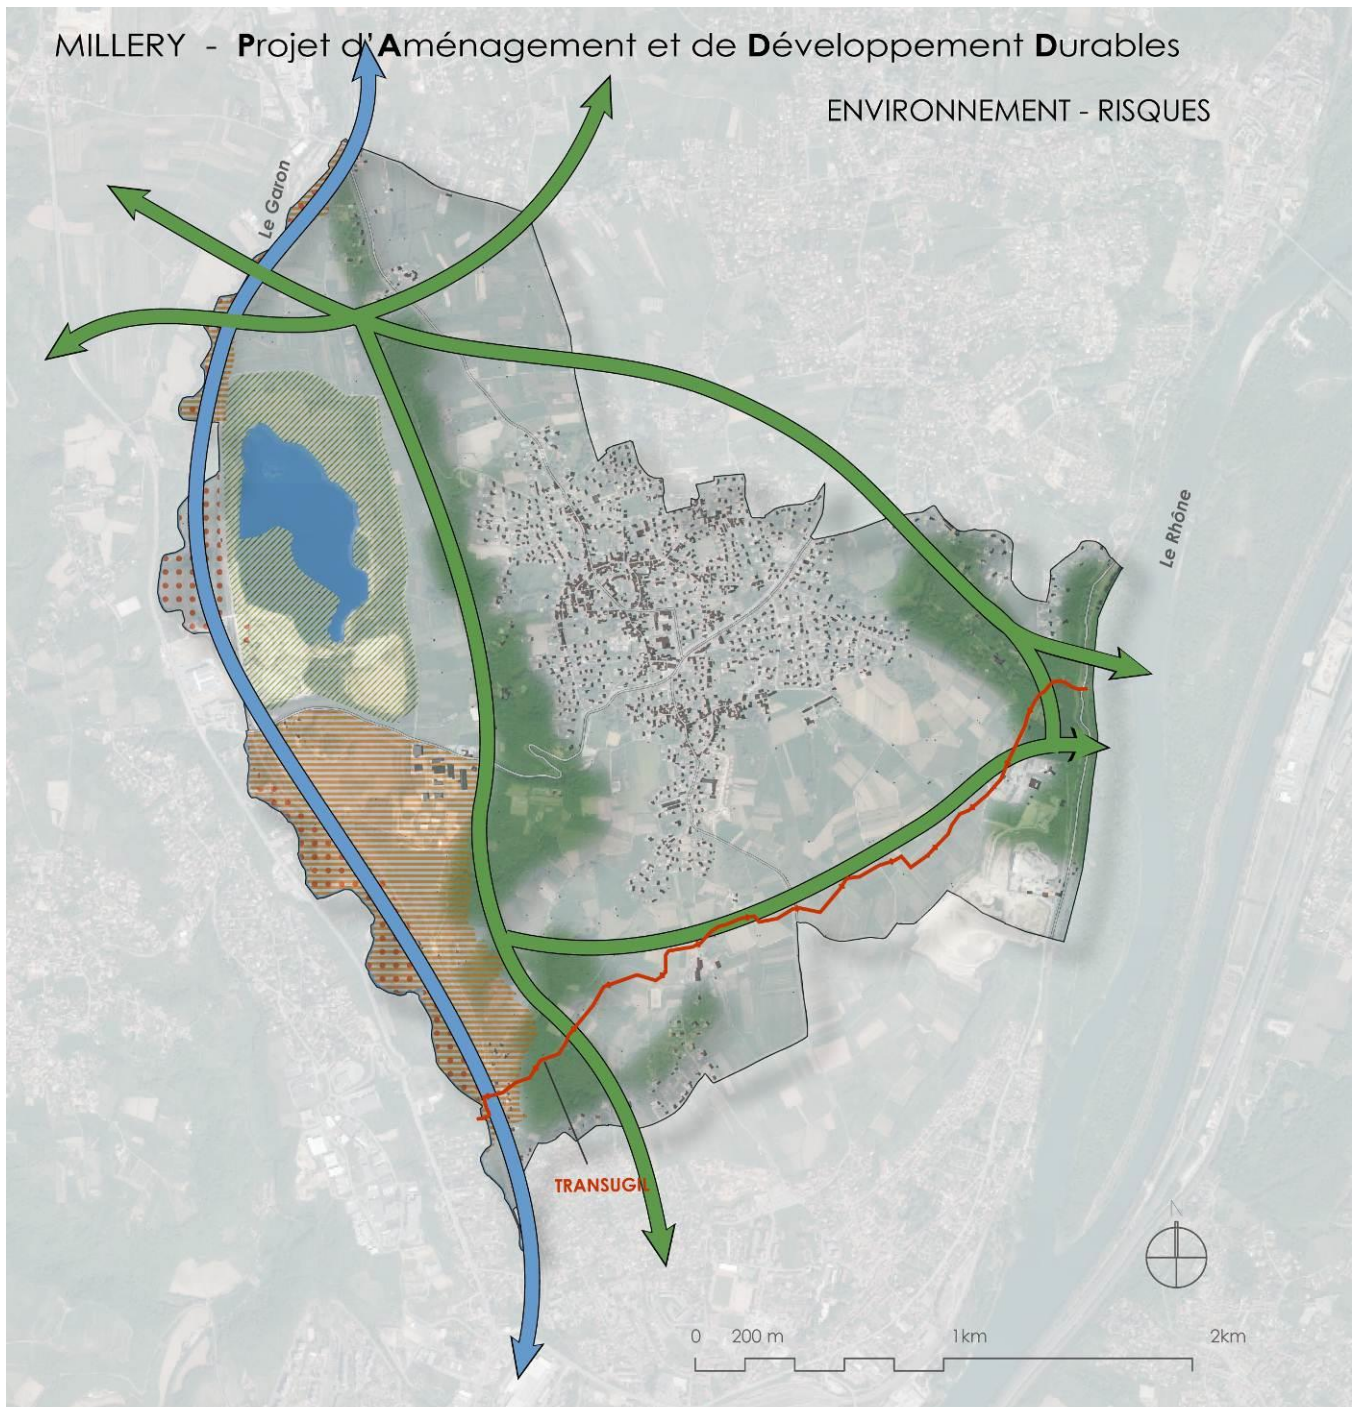 MILLERY - Projet d'Aménagement et de Développement Durables
ENVIRONNEMENT - RISQUES
Le Garon
Le Rhône
TRANSUGIL
N
0 200 m 1km 2km